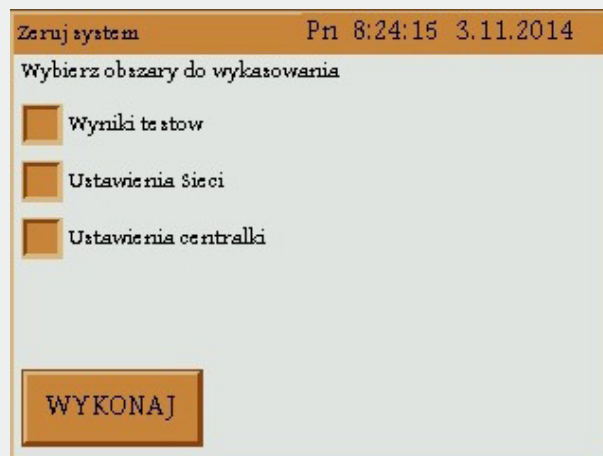 Zeruj system Pn 8:24:15 3.11.2014
Wybierz obszary do wykasowania
Wyniki testow
Ustawienia Sieci
Ustawienia centralki
WYKONAJ